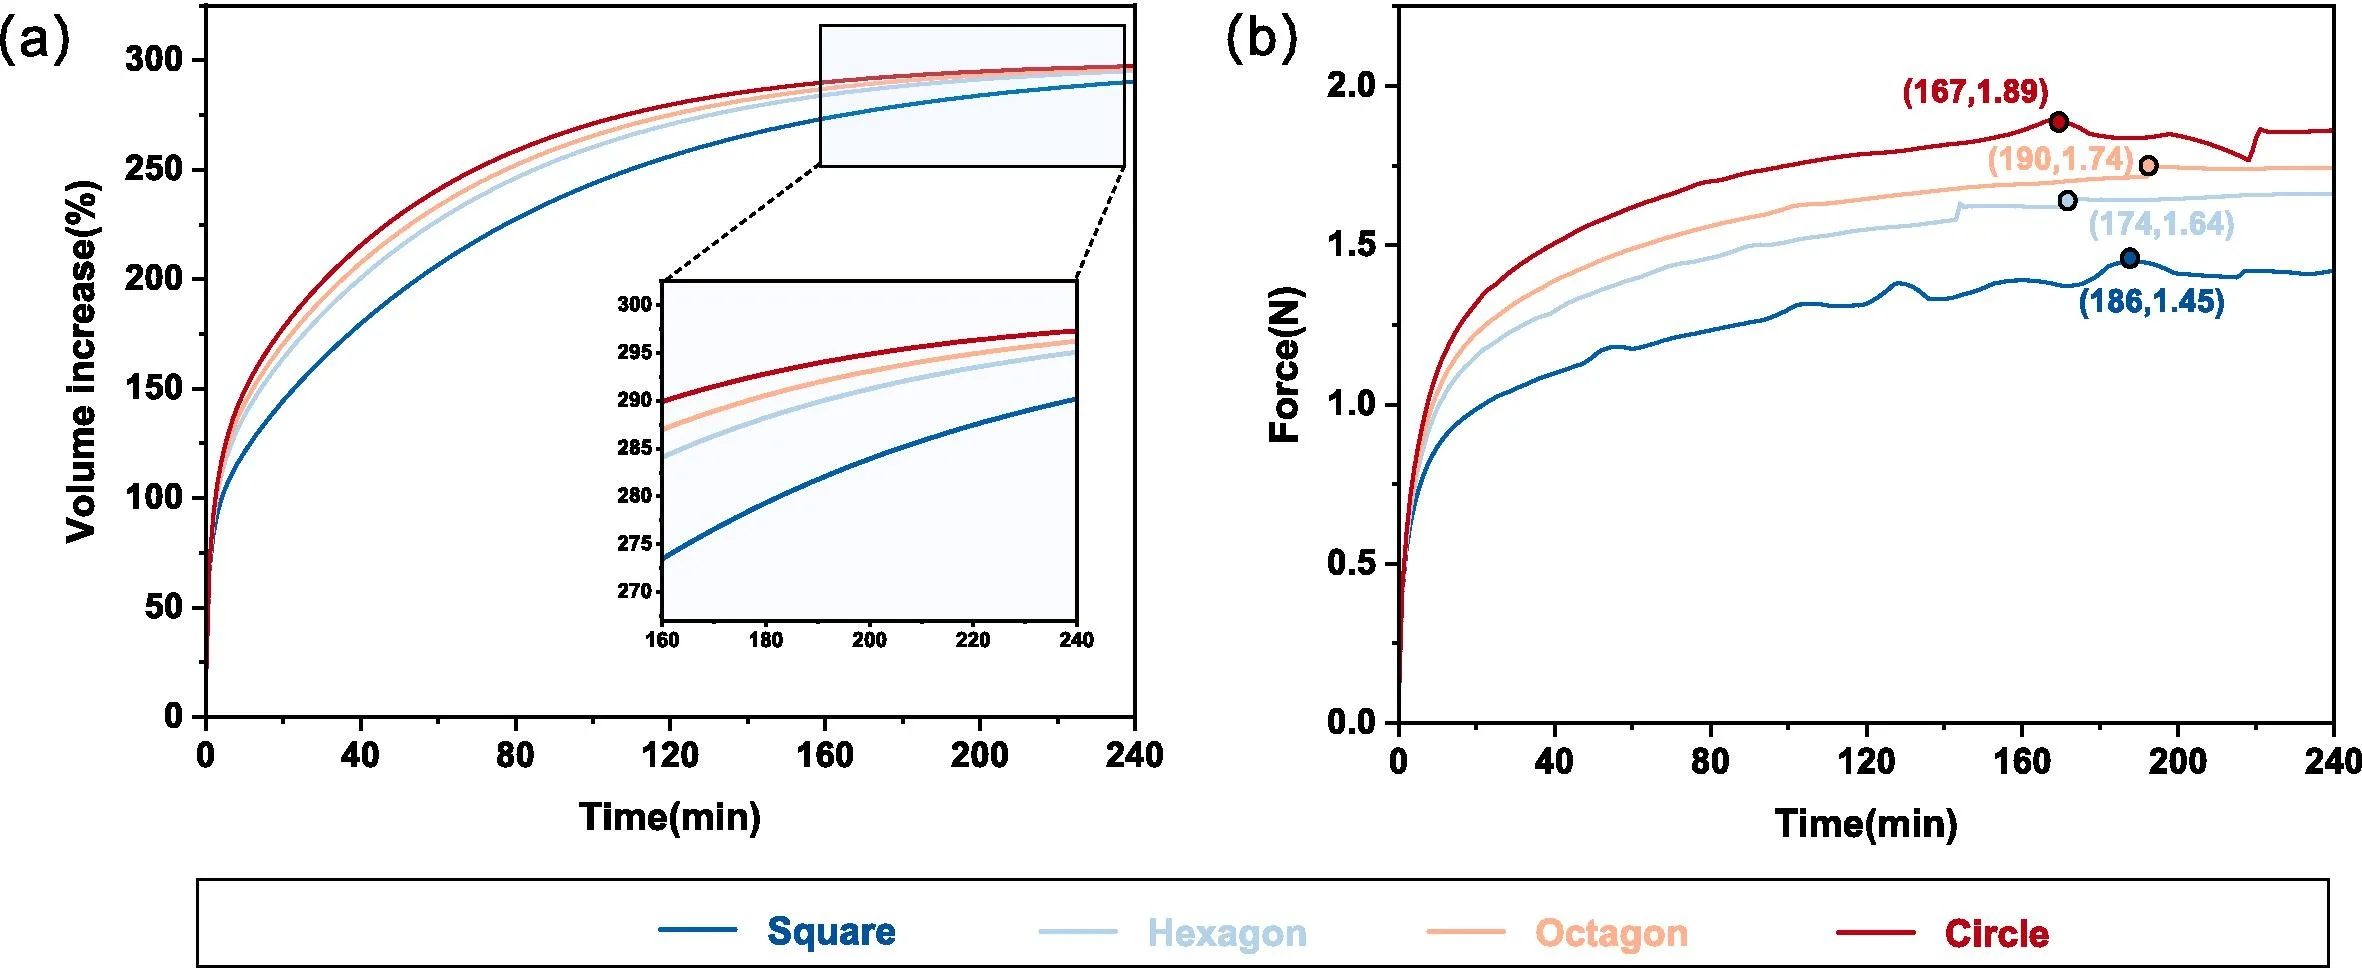 (a)
300
250
200
150
100
50
0
Volume increase(%)
0 40 80 120 160 200 240
Time(min)
300
295
290
285
280
275
270
160 180 200 220 240
(b)
2.0
1.5
1.0
0.5
0.0
Force(N)
(167,1.89)
(190,1.74)
(174,1.64)
(186,1.45)
0 40 80 120 160 200 240
Time(min)
Square Hexagon Octagon Circle